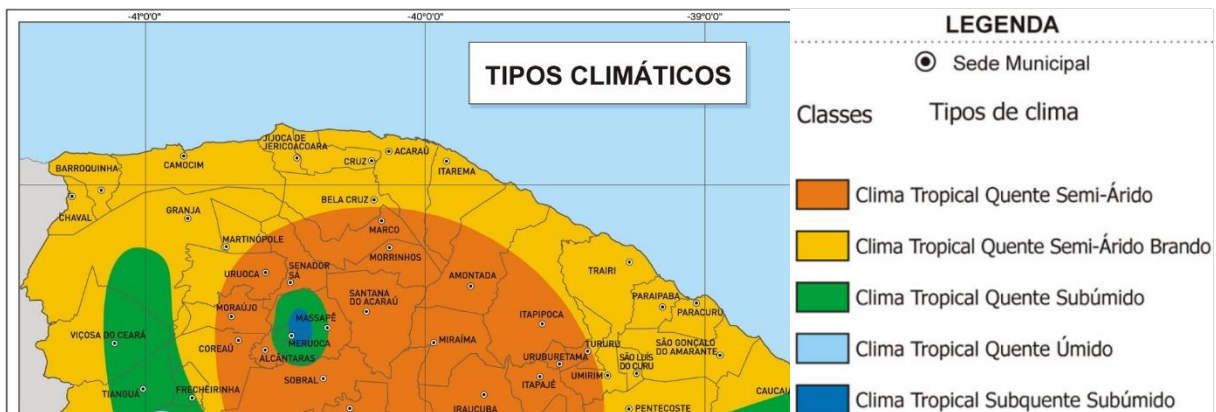 -41°0'0"
-40°0'0"
-39°0'0"
TIPOS CLIMÁTICOS
JIJOCA DE
JERICOACOARA
CRUZ
ACARAÚ
ITAREMA
CAMOCIM
BARROQUINHA
CHAVAL
GRANJA
BELA CRUZ
MARCO
MARTINÓPOLE
MORRINHOS
URUOCA
SENADOR
SÁ
AMONTADA
TRAIRI
SANTANA
DO ACARAÚ
MORAÚJO
MASSAPÊ
ITAPIPOCA
PARAIPABA
PARACURU
VIÇOSA DO CEARÁ
COREAÚ
MERUOCA
ALCÂNTARAS
MIRAÍMA
TURURU
URUBURETAMA
UMIRIM
SÃO LUÍS
DO CURU
SÃO GONÇALO
DO AMARANTE
TIANGUÁ
FRECHEIRINHA
SOBRAL
ITAPAJÉ
IRAUCUBA
PENTECOSTE
CAUCAIA
LEGENDA
Sede Municipal
Classes Tipos de clima
Clima Tropical Quente Semi-Árido
Clima Tropical Quente Semi-Árido Brando
Clima Tropical Quente Subúmido
Clima Tropical Quente Úmido
Clima Tropical Subquente Subúmido